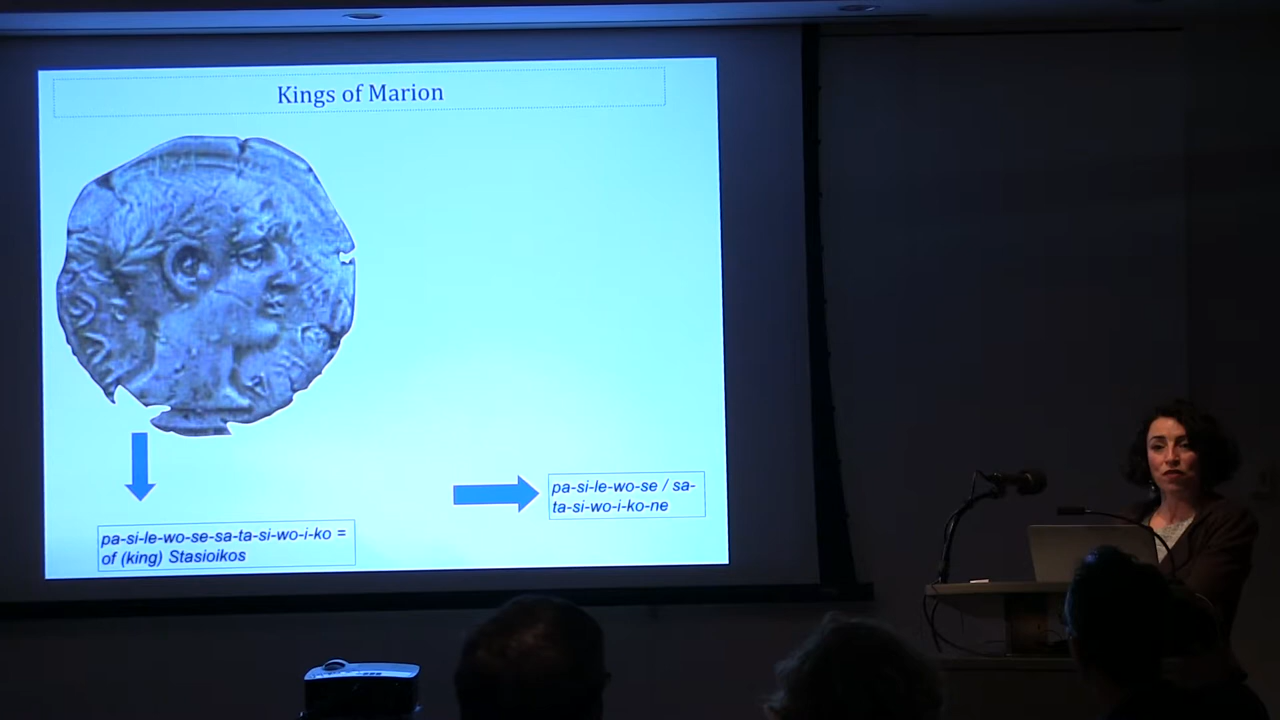 Kings of Marion
pa-si-le-wo-se-sa-ta-si-wo-i-ko =
of (king) Stasioikos
pa-si-le-wo-se / sa-
ta-si-wo-i-ko-ne